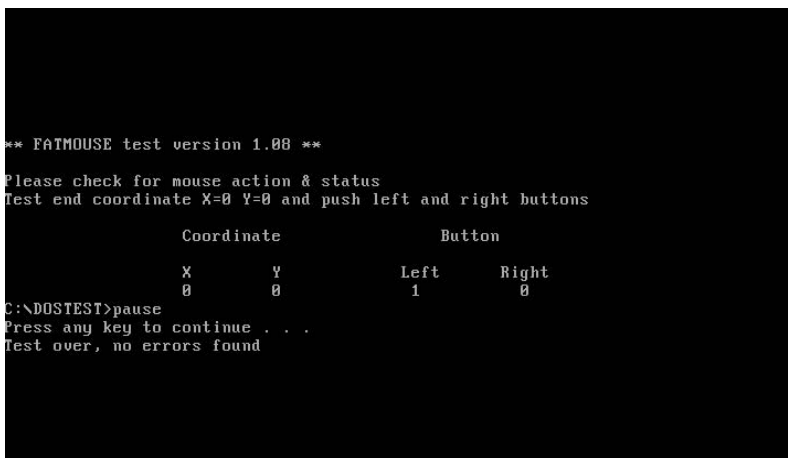 ** FATMOUSE test version 1.08 **
Please check for mouse action & status
Test end coordinate X=0 Y=0 and push left and right buttons
Coordinate Button
X Y Left Right
0 0 1 0
C:\DOSTEST>pause
Press any key to continue . . .
Test over, no errors found